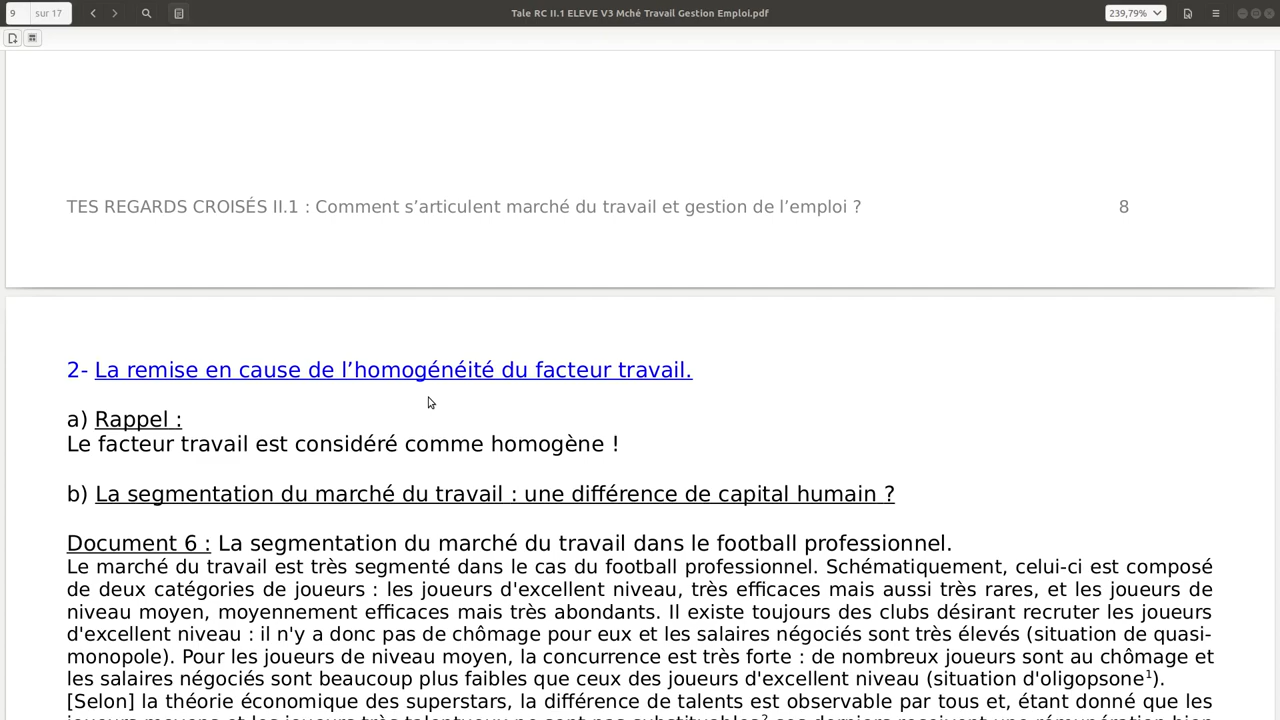 9 sur 17
Tale RC II.1 ELEVE V3 Mché Travail Gestion Emploi.pdf
239,79%
TES REGARDS CROISÉS II.1 : Comment s’articulent marché du travail et gestion de l’emploi ? 8
2- La remise en cause de l’homogénéité du facteur travail.
a) Rappel :
Le facteur travail est considéré comme homogène !
b) La segmentation du marché du travail : une différence de capital humain ?
Document 6 : La segmentation du marché du travail dans le football professionnel.
Le marché du travail est très segmenté dans le cas du football professionnel. Schématiquement, celui-ci est composé
de deux catégories de joueurs : les joueurs d'excellent niveau, très efficaces mais aussi très rares, et les joueurs de
niveau moyen, moyennement efficaces mais très abondants. Il existe toujours des clubs désirant recruter les joueurs
d'excellent niveau : il n'y a donc pas de chômage pour eux et les salaires négociés sont très élevés (situation de quasi-
monopole). Pour les joueurs de niveau moyen, la concurrence est très forte : de nombreux joueurs sont au chômage et
les salaires négociés sont beaucoup plus faibles que ceux des joueurs d'excellent niveau (situation d'oligopsone¹).
[Selon] la théorie économique des superstars, la différence de talents est observable par tous et, étant donné que les